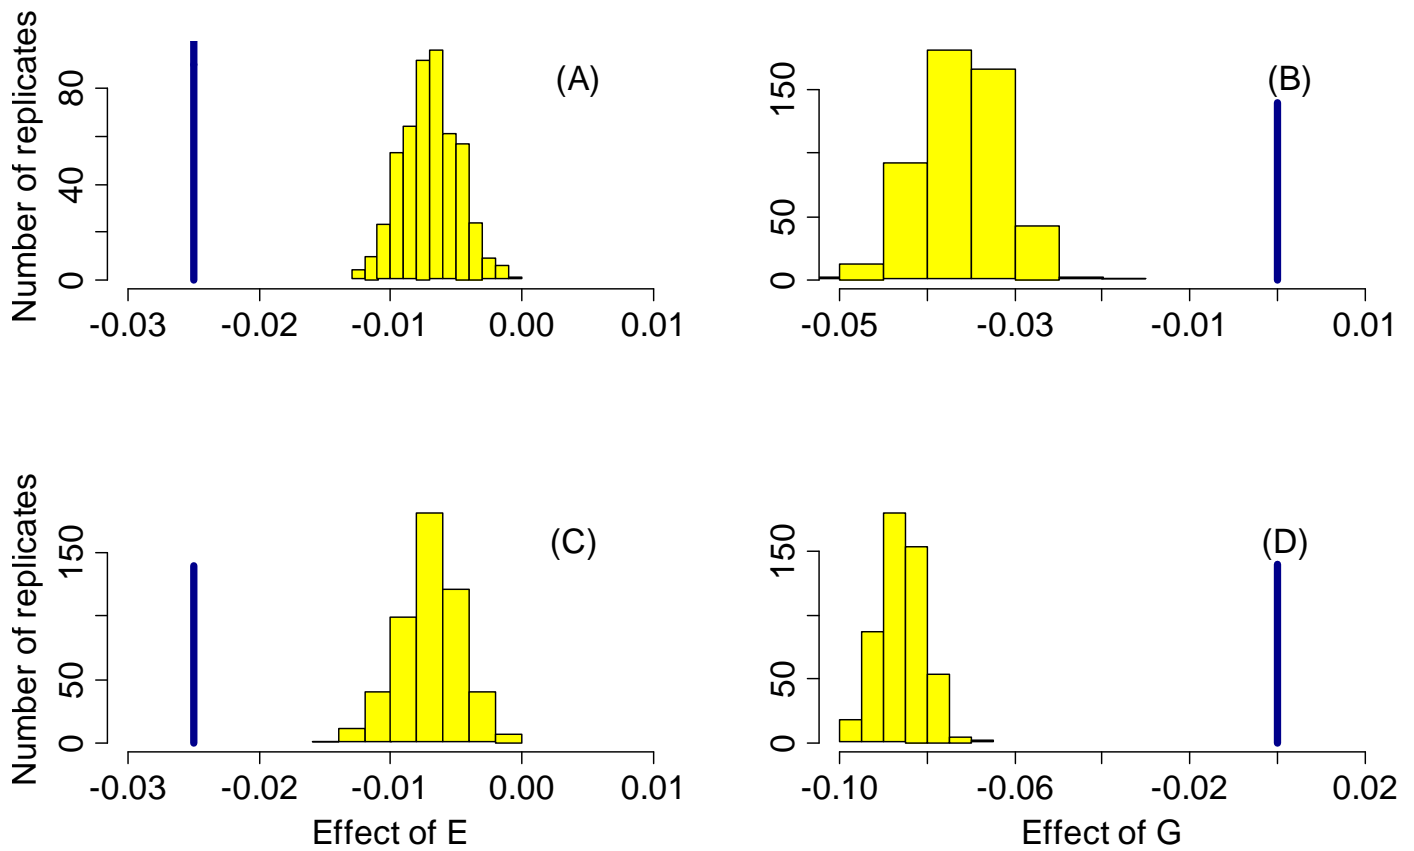 Number of replicates
80
40
0
(A)
-0.03 -0.02 -0.01 0.00 0.01
150
50
0
(B)
-0.05 -0.03 -0.01 0.01
Number of replicates
150
50
0
(C)
-0.03 -0.02 -0.01 0.00 0.01
Effect of E
150
50
0
(D)
-0.10 -0.06 -0.02 0.02
Effect of G